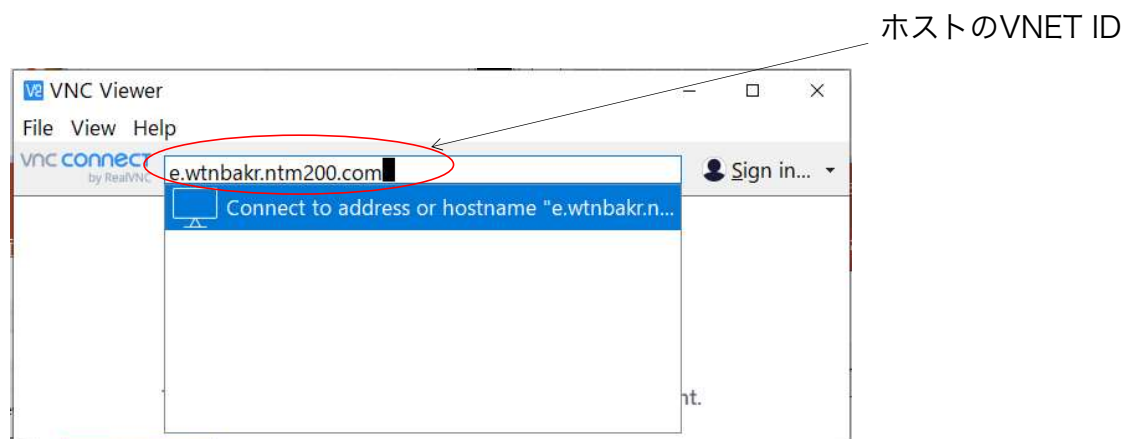 ホストのVNET ID
V2 VNC Viewer
File View Help
vnc connect
by RealVNC
e.wtnbakr.ntm200.com
Sign in...
Connect to address or hostname "e.wtnbakr.n...
nt.